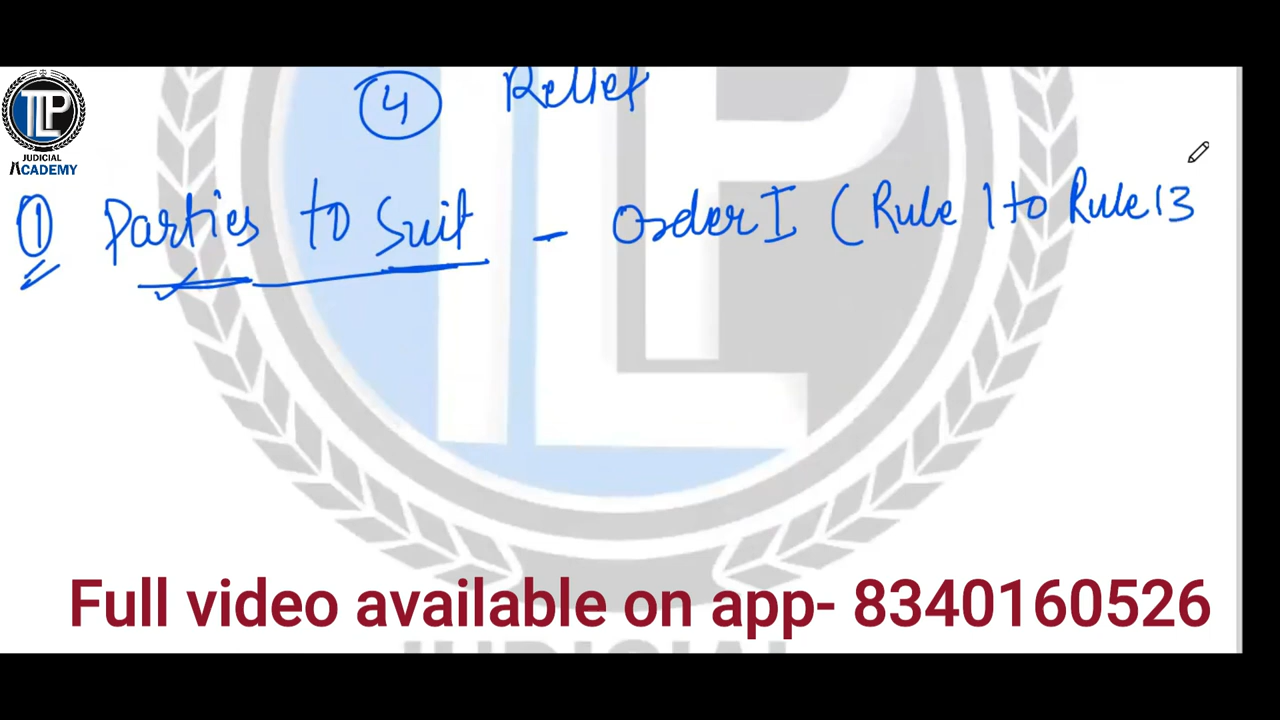 ④ Relief
TLP
JUDICIAL
ACADEMY
① Parties to Suit - Order I ( Rule 1 to Rule 13
Full video available on app- 8340160526